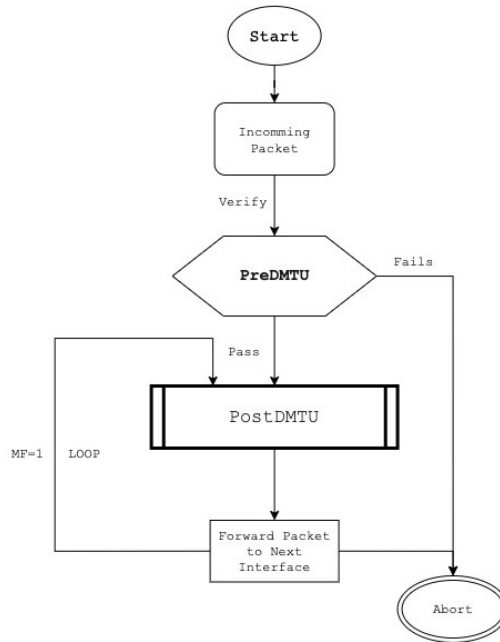 Start
Incomming
Packet
Verify
PreDMTU
Fails
Pass
PostDMTU
MF=1 LOOP
Forward Packet
to Next
Interface
Abort